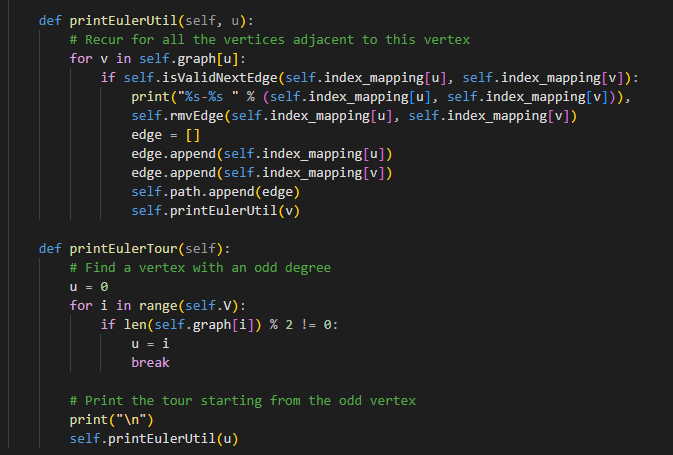 def printEulerUtil(self, u):
    # Recur for all the vertices adjacent to this vertex
    for v in self.graph[u]:
        if self.isValidNextEdge(self.index_mapping[u], self.index_mapping[v]):
            print("%s-%s " % (self.index_mapping[u], self.index_mapping[v])),
            self.rmvEdge(self.index_mapping[u], self.index_mapping[v])
            edge = []
            edge.append(self.index_mapping[u])
            edge.append(self.index_mapping[v])
            self.path.append(edge)
            self.printEulerUtil(v)

def printEulerTour(self):
    # Find a vertex with an odd degree
    u = 0
    for i in range(self.V):
        if len(self.graph[i]) % 2 != 0:
            u = i
            break

    # Print the tour starting from the odd vertex
    print("\n")
    self.printEulerUtil(u)